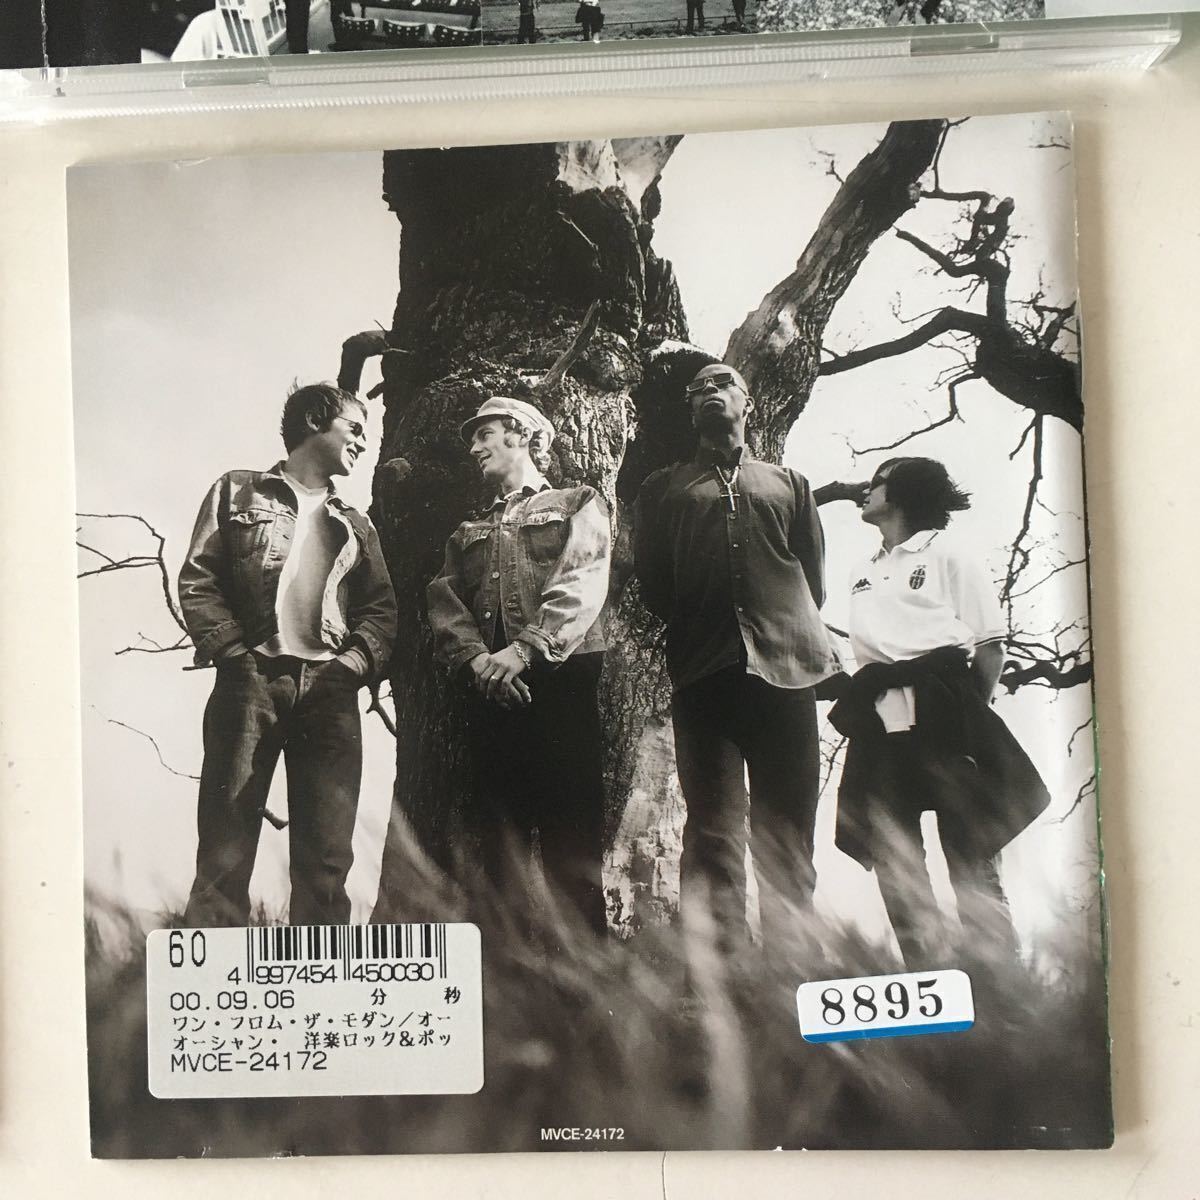 60
4 997454 450030
00.09.06 分 秒
ワン・フロム・ザ・モダン/オー
オーシャン・ 洋楽ロック&ポッ
MVCE-24172
8895
MVCE-24172